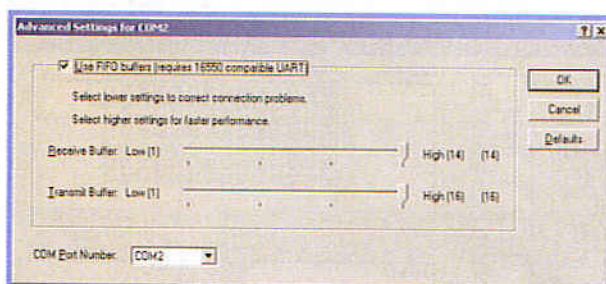 Advanced Settings for COM2
Use FIFO buffers (requires 16550 compatible UART)
OK
Select lower settings to correct connection problems.
Cancel
Select higher settings for faster performance.
Defaults
Receive Buffer: Low (1) High (14) (14)
Transmit Buffer: Low (1) High (16) (16)
COM Port Number: COM2